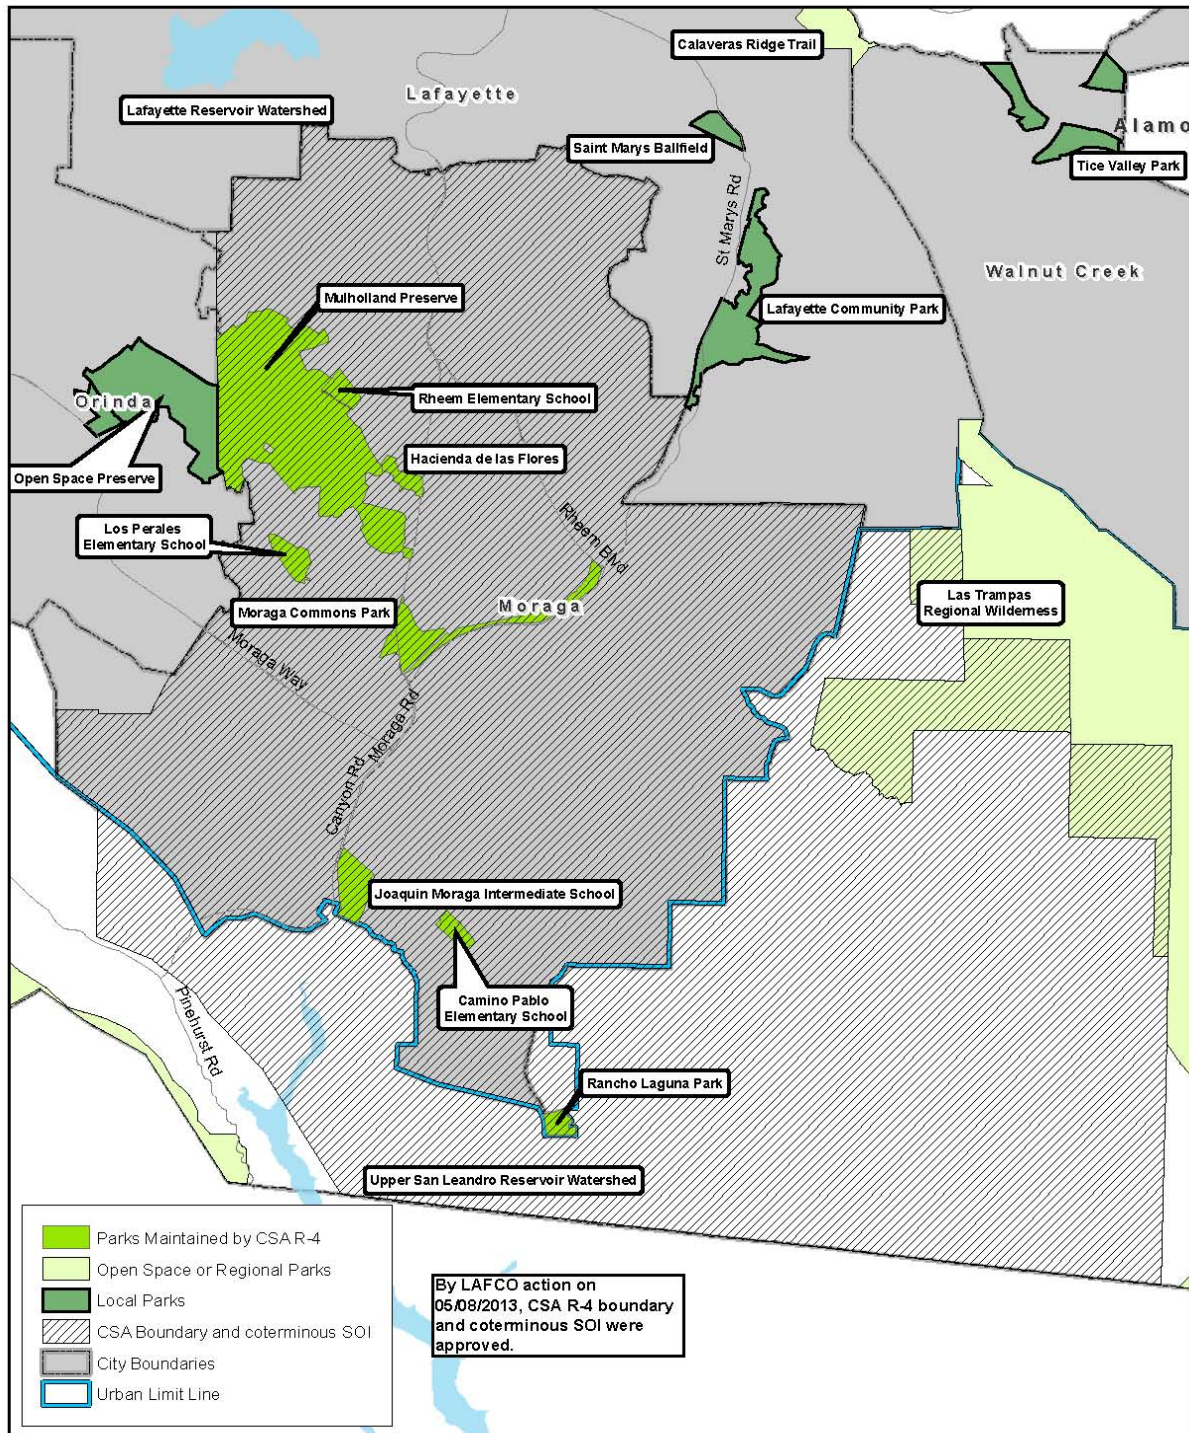 Calaveras Ridge Trail
Lafayette
Lafayette Reservoir Watershed
Alamo
Saint Marys Ballfield
Tice Valley Park
St Marys Rd
Walnut Creek
Mulholland Preserve
Lafayette Community Park
Orinda
Rheem Elementary School
Hacienda de las Flores
Open Space Preserve
Los Perales
Elementary School
Rheem Blvd
Las Trampas
Regional Wilderness
Moraga Commons Park
Moraga
Moraga Way
Moraga Rd
Canyon Rd
Joaquin Moraga Intermediate School
Camino Pablo
Elementary School
Pinehurst Rd
Rancho Laguna Park
Upper San Leandro Reservoir Watershed
Parks Maintained by CSA R-4
Open Space or Regional Parks
Local Parks
CSA Boundary and coterminous SOI
City Boundaries
Urban Limit Line
By LAFCO action on
05/08/2013, CSA R-4 boundary
and coterminous SOI were
approved.